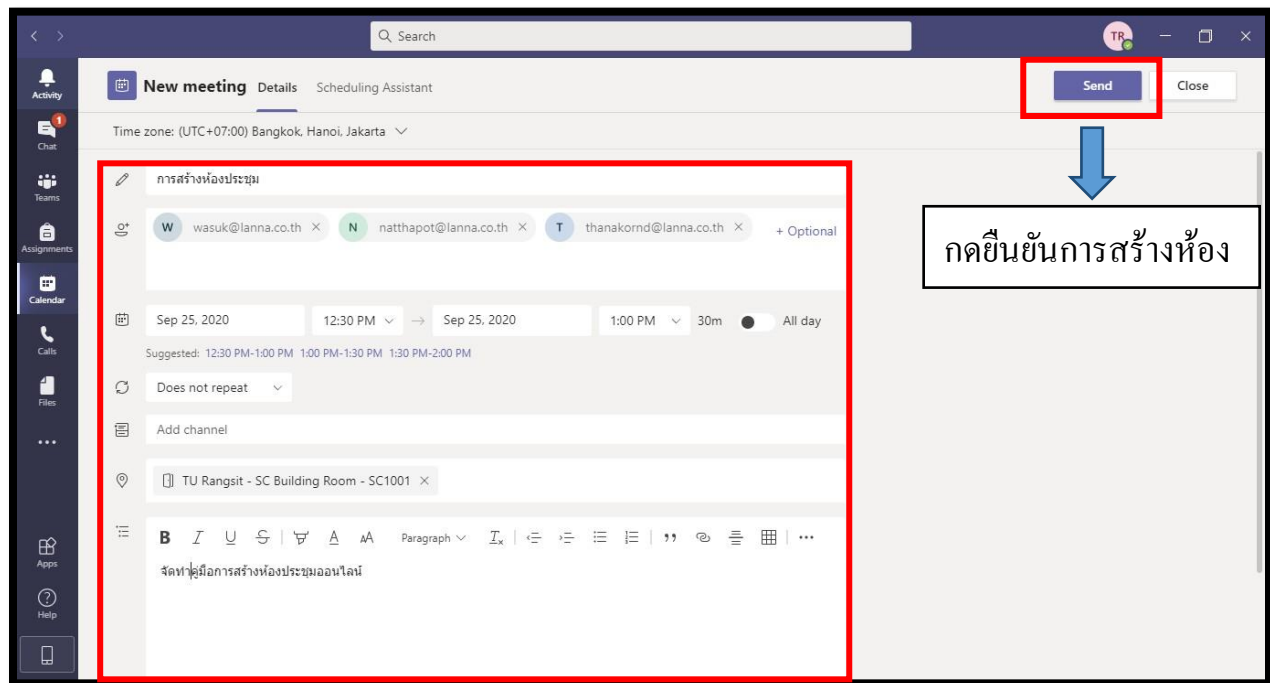 Search
TR
Activity
New meeting Details Scheduling Assistant
Send Close
1
Chat
Time zone: (UTC+07:00) Bangkok, Hanoi, Jakarta
Teams
การสร้างห้องประชุม
Assignments
W wasuk@lanna.co.th × N natthapot@lanna.co.th × T thanakornd@lanna.co.th × + Optional
กดยืนยันการสร้างห้อง
Calendar
Sep 25, 2020 12:30 PM → Sep 25, 2020 1:00 PM 30m All day
Calls
Suggested: 12:30 PM-1:00 PM 1:00 PM-1:30 PM 1:30 PM-2:00 PM
Files
Does not repeat
Add channel
TU Rangsit - SC Building Room - SC1001 ×
B I U S A AA Paragraph Tx
จัดทำคู่มือการสร้างห้องประชุมออนไลน์
Apps
Help